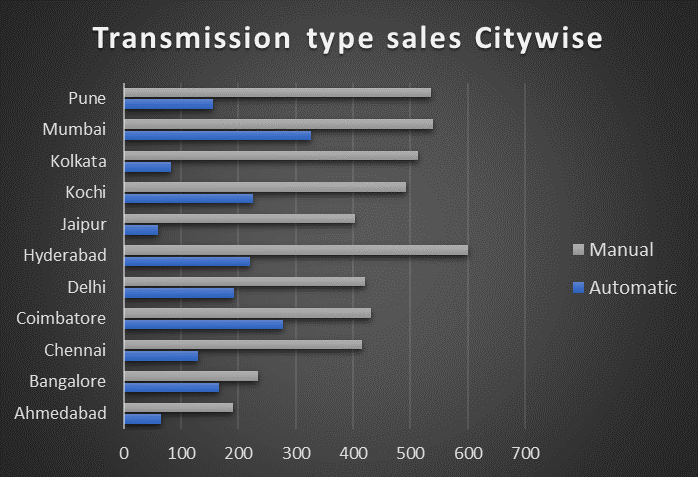 Transmission type sales Citywise
Pune
Mumbai
Kolkata
Kochi
Jaipur
Hyderabad
Delhi
Coimbatore
Chennai
Bangalore
Ahmedabad
0 100 200 300 400 500 600 700
Manual
Automatic